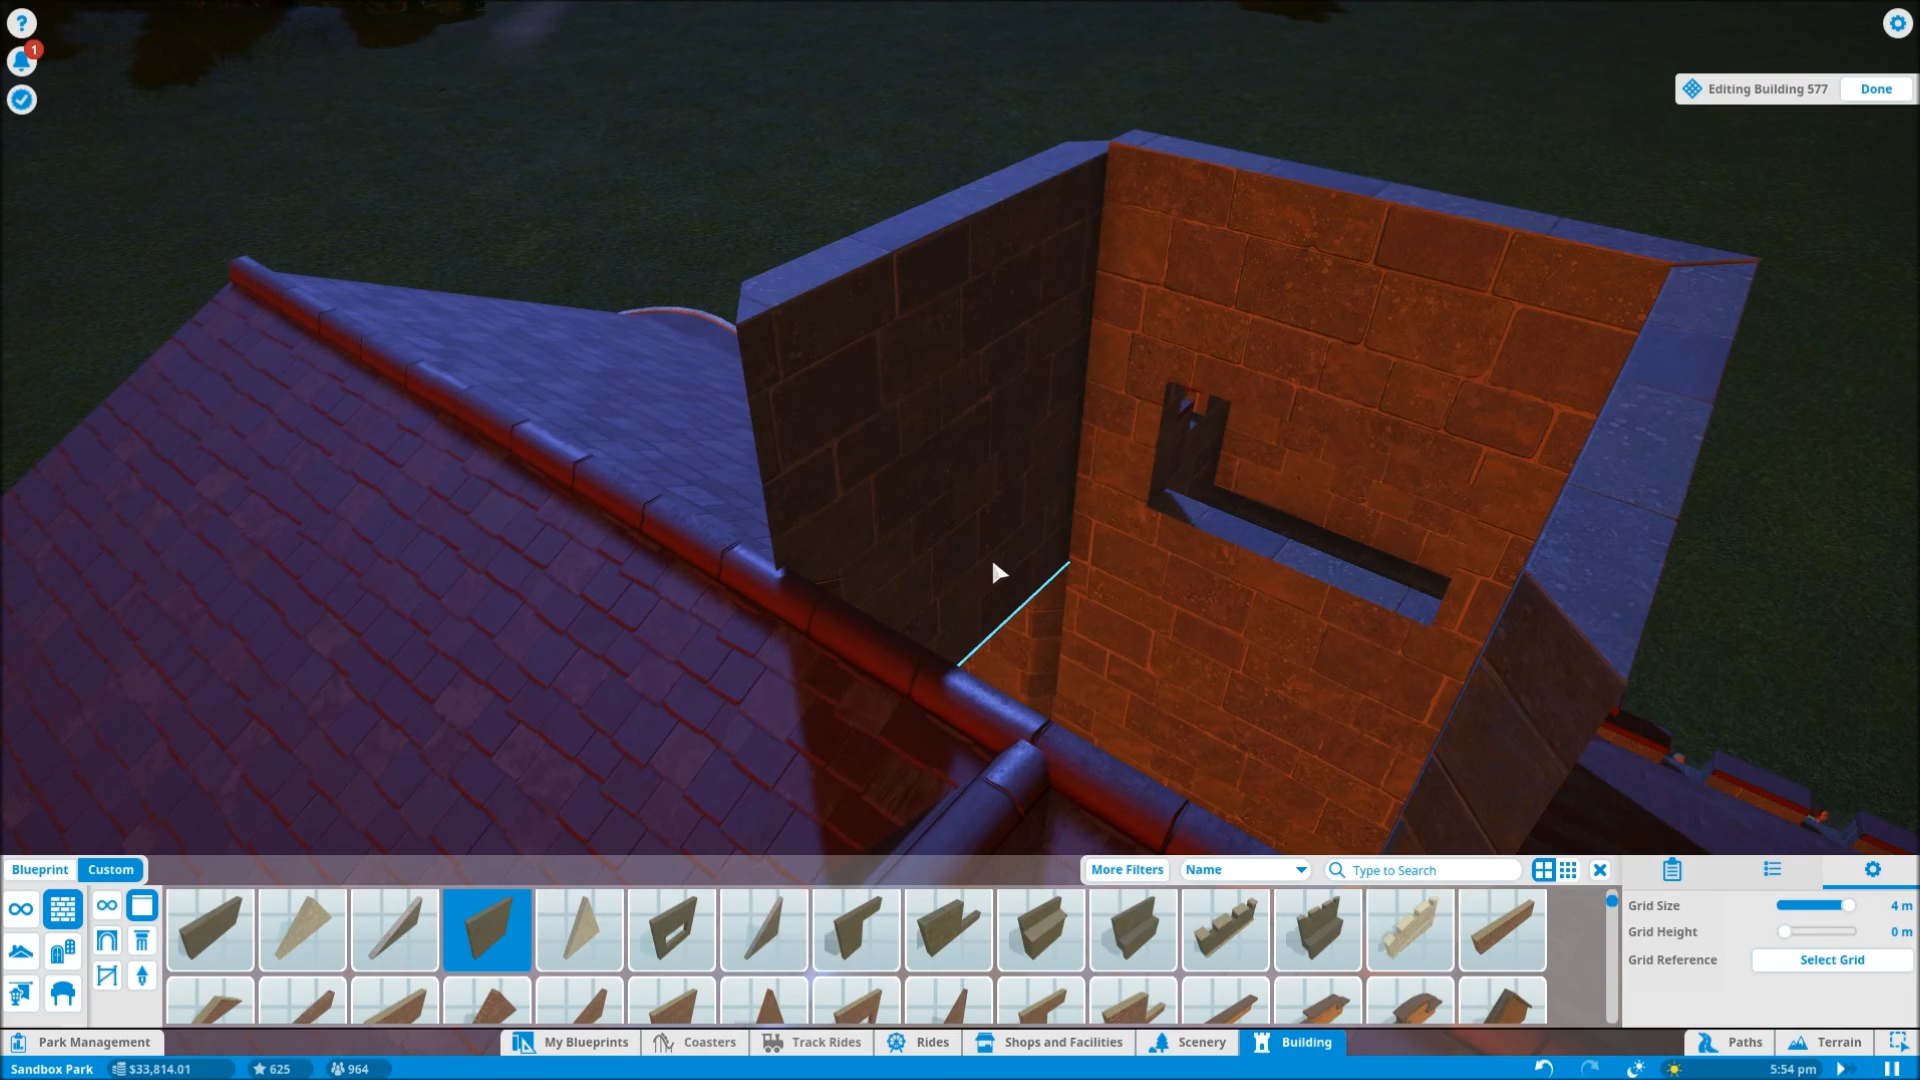 ?
1
Editing Building 577
Done
Blueprint
Custom
More Filters
Name
Type to Search
Grid Size
4 m
Grid Height
0 m
Grid Reference
Select Grid
Park Management
My Blueprints
Coasters
Track Rides
Rides
Shops and Facilities
Scenery
Building
Paths
Terrain
Sandbox Park
$33,814.01
625
964
5:54 pm